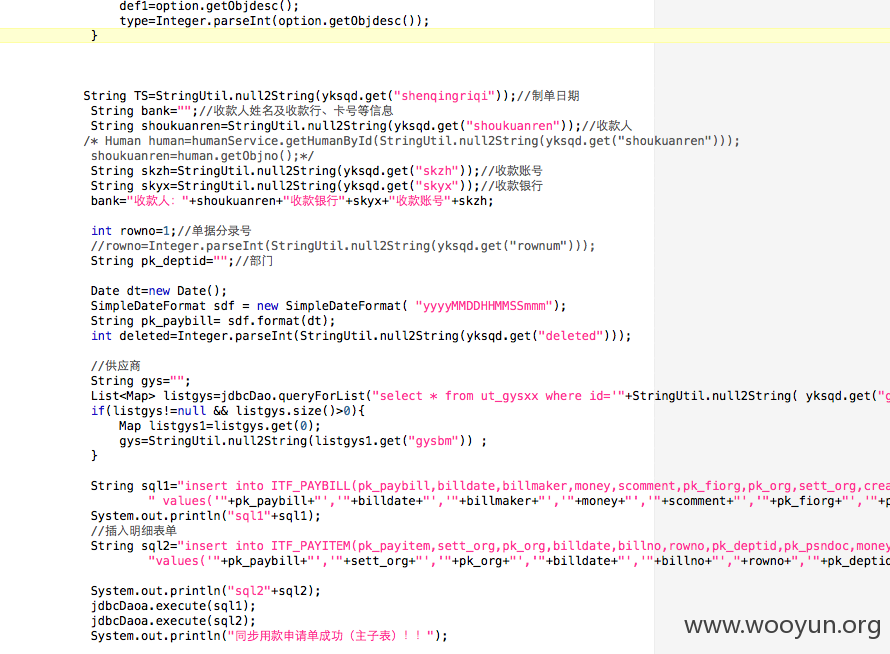 def1=option.getObjdesc();
type=Integer.parseInt(option.getObjdesc());
}
String TS=StringUtil.null2String(yksqd.get("shenqingriqi"));//制单日期
String bank="";//收款人姓名及收款行、卡号等信息
String shoukuanren=StringUtil.null2String(yksqd.get("shoukuanren"));//收款人
/* Human human=humanService.getHumanById(StringUtil.null2String(yksqd.get("shoukuanren")));
shoukuanren=human.getObjno();*/
String skzh=StringUtil.null2String(yksqd.get("skzh"));//收款账号
String skyx=StringUtil.null2String(yksqd.get("skyx"));//收款银行
bank="收款人："+shoukuanren+"收款银行"+skyx+"收款账号"+skzh;
int rowno=1;//单据分录号
//rowno=Integer.parseInt(StringUtil.null2String(yksqd.get("rownum")));
String pk_deptid="";//部门
Date dt=new Date();
SimpleDateFormat sdf = new SimpleDateFormat( "yyyyMMDDHHMMSSmmm");
String pk_paybill= sdf.format(dt);
int deleted=Integer.parseInt(StringUtil.null2String(yksqd.get("deleted")));
//供应商
String gys="";
List<Map> listgys=jdbcDao.queryForList("select * from ut_gysxx where id='"+StringUtil.null2String( yksqd.get("g
if(listgys!=null && listgys.size()>0){
Map listgys1=listgys.get(0);
gys=StringUtil.null2String(listgys1.get("gysbm")) ;
}
String sql1="insert into ITF_PAYBILL(pk_paybill,billdate,billmaker,money,scomment,pk_fiorg,pk_org,sett_org,crea
" values('"+pk_paybill+"','"+billdate+"','"+billmaker+"','"+money+"','"+scomment+"','"+pk_fiorg+"','"+p
System.out.println("sql1"+sql1);
//插入明细表单
String sql2="insert into ITF_PAYITEM(pk_payitem,sett_org,pk_org,billdate,billno,rowno,pk_deptid,pk_psndoc,money
"values('"+pk_paybill+"','"+sett_org+"','"+pk_org+"','"+billdate+"','"+billno+"',"+rowno+",'"+pk_deptid
System.out.println("sql2"+sql2);
jdbcDaoa.execute(sql1);
jdbcDaoa.execute(sql2);
System.out.println("同步用款申请单成功（主子表）！！");
www.wooyun.org